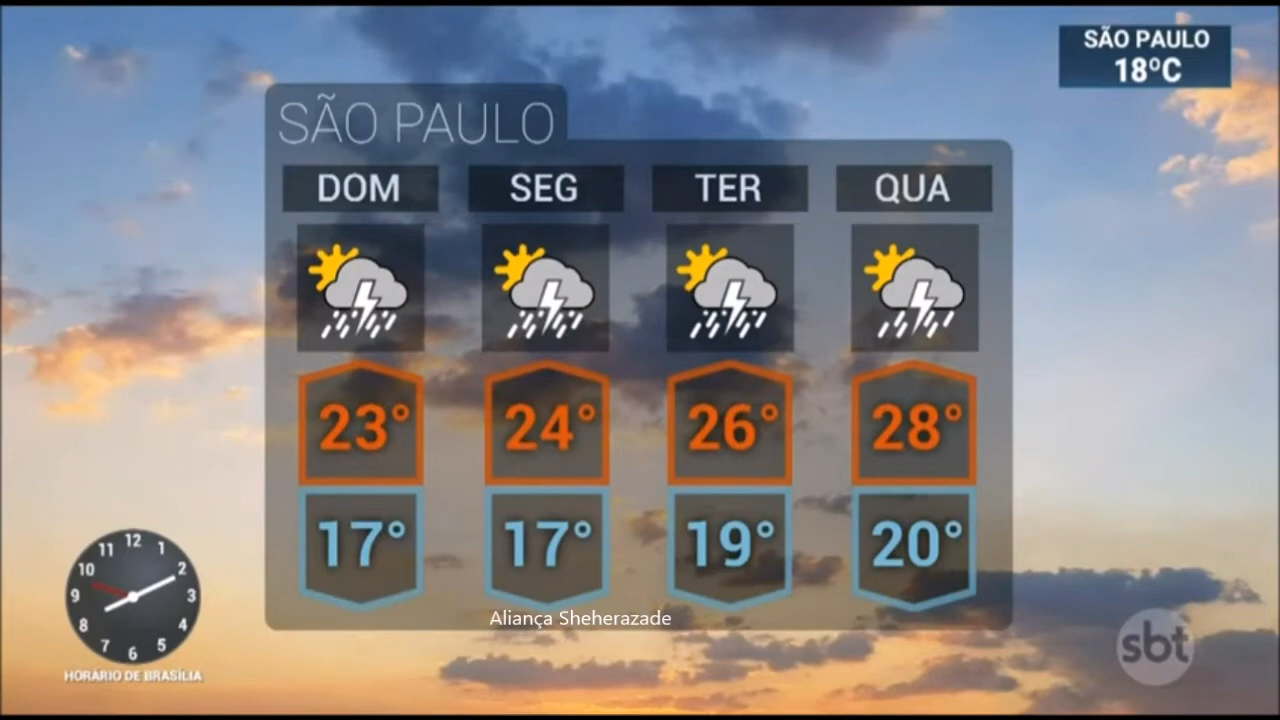 SÃO PAULO
18ºC
SÃO PAULO
DOM SEG TER QUA
23° 24° 26° 28°
17° 17° 19° 20°
Aliança Sheherazade
12
11 1
10 2
9 3
8 4
7 5
6
HORÁRIO DE BRASÍLIA
sbt